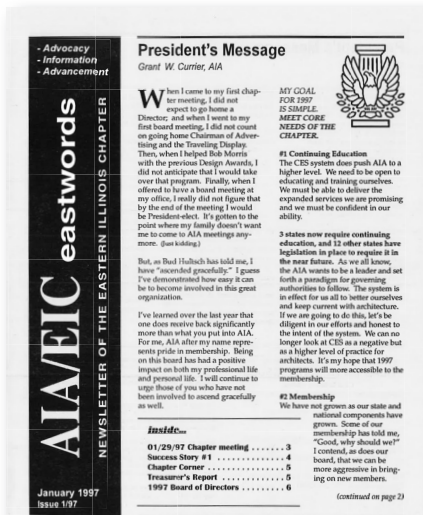 - Advocacy
- Information
- Advancement
AIA/EIC eastwords
NEWSLETTER OF THE EASTERN ILLINOIS CHAPTER
January 1997
Issue 1/97
President's Message
Grant W. Currier, AIA
When I came to my first chap-
ter meeting, I did not
expect to go home a
Director; and when I went to my
first board meeting, I did not count
on going home Chairman of Adver-
tising and the Traveling Display.
Then, when I helped Bob Morris
with the previous Design Awards, I
did not anticipate that I would take
over that program. Finally, when I
offered to have a board meeting at
my office, I really did not figure that
by the end of the meeting I would
be President-elect. It's gotten to the
point where my family doesn't want
me to come to AIA meetings any-
more. (Just kidding.)
But, as Bud Hultsch has told me, I
have "ascended gracefully." I guess
I've demonstrated how easy it can
be to become involved in this great
organization.
I've learned over the last year that
one does receive back significantly
more than what you put into AIA.
For me, AIA after my name repre-
sents pride in membership. Being
on this board has had a positive
impact on both my professional life
and personal life. I will continue to
urge those of you who have not
been involved to ascend gracefully
as well.
MY GOAL
FOR 1997
IS SIMPLE.
MEET CORE
NEEDS OF THE
CHAPTER.
#1 Continuing Education
The CES system does push AIA to a
higher level. We need to be open to
educating and training ourselves.
We must be able to deliver the
expanded services we are promising
and we must be confident in our
ability.
3 states now require continuing
education, and 12 other states have
legislation in place to require it in
the near future. As we all know,
the AIA wants to be a leader and set
forth a paradigm for governing
authorities to follow. The system is
in effect for us all to better ourselves
and keep current with architecture.
If we are going to do this, let's be
diligent in our efforts and honest to
the intent of the system. We can no
longer look at CES as a negative but
as a higher level of practice for
architects. It's my hope that 1997
programs will more accessible to the
membership.
#2 Membership
We have not grown as our state and
national components have
grown. Some of our
membership has told me,
"Good, why should we?"
I contend, as does our
board, that we can be
more aggressive in bring-
ing on new members.
(continued on page 2)
inside...
01/29/97 Chapter meeting ....... 3
Success Story #1 ............ 4
Chapter Corner ............. 5
Treasurer's Report .......... 5
1997 Board of Directors ....... 6